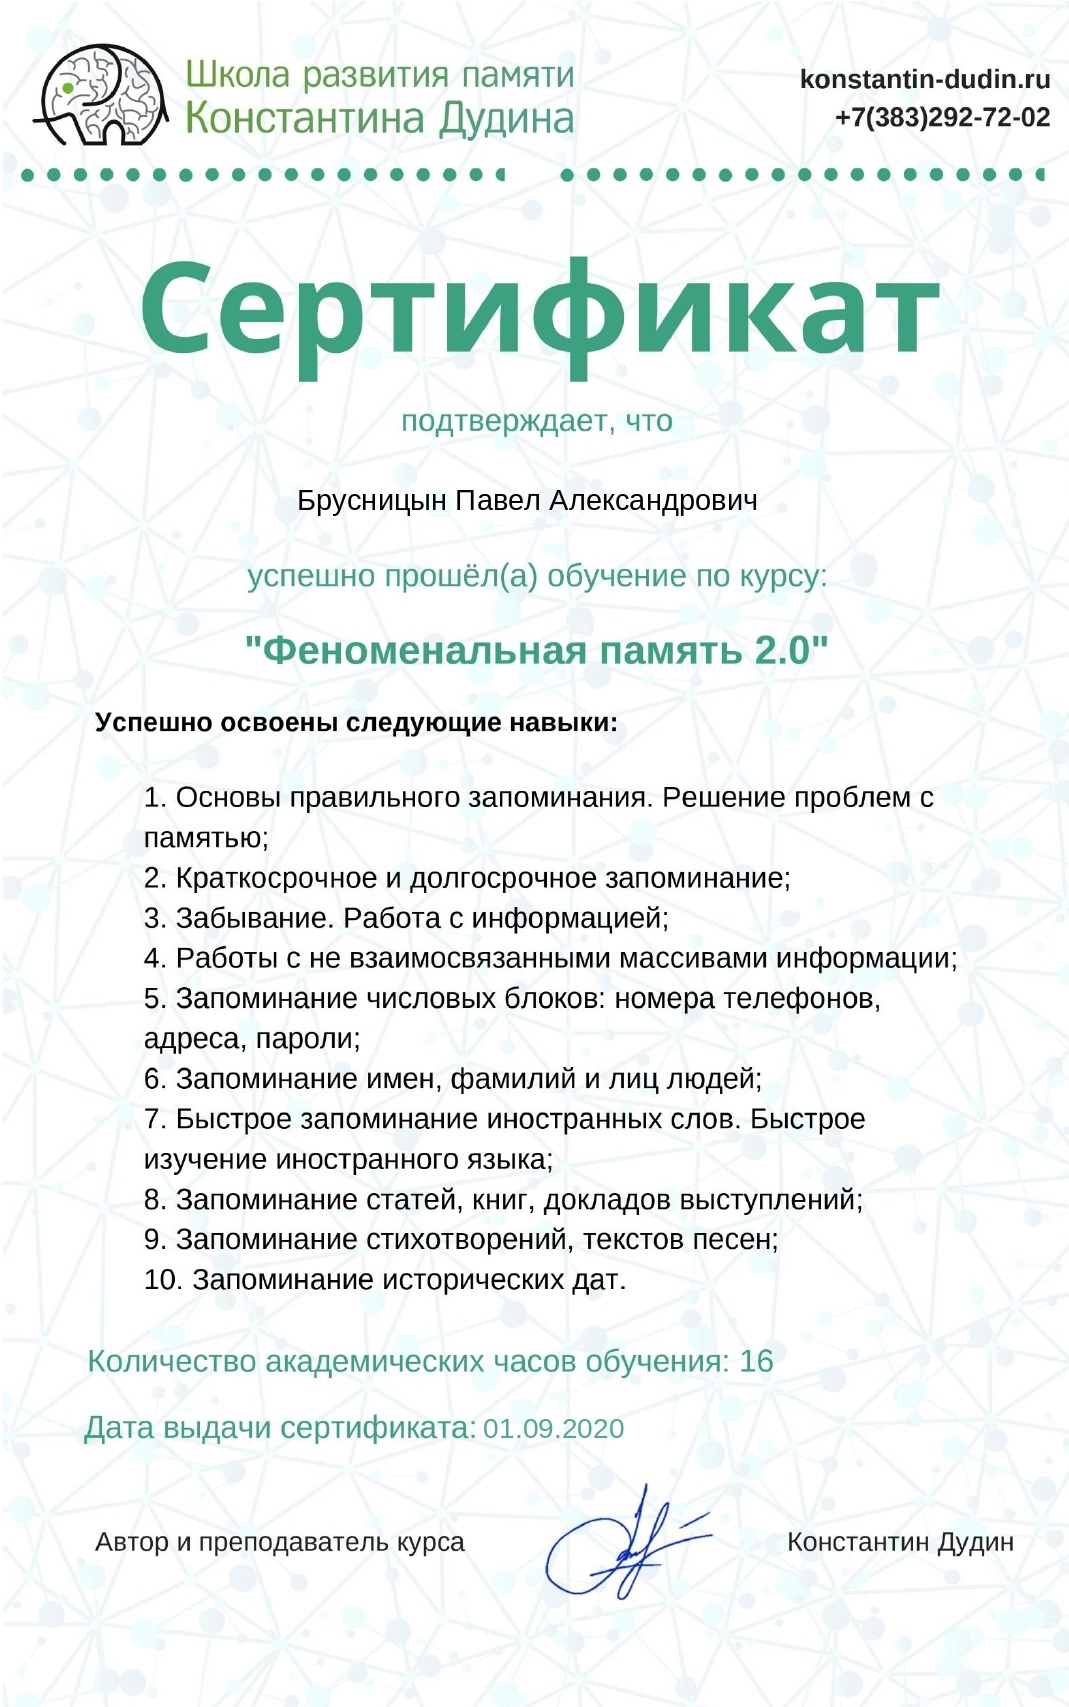 Школа развития памяти
Константина Дудина
konstantin-dudin.ru
+7(383)292-72-02
Сертификат
подтверждает, что
Брусницын Павел Александрович
успешно прошёл(а) обучение по курсу:
"Феноменальная память 2.0"
Успешно освоены следующие навыки:
1. Основы правильного запоминания. Решение проблем с
памятью;
2. Краткосрочное и долгосрочное запоминание;
3. Забывание. Работа с информацией;
4. Работы с не взаимосвязанными массивами информации;
5. Запоминание числовых блоков: номера телефонов,
адреса, пароли;
6. Запоминание имен, фамилий и лиц людей;
7. Быстрое запоминание иностранных слов. Быстрое
изучение иностранного языка;
8. Запоминание статей, книг, докладов выступлений;
9. Запоминание стихотворений, текстов песен;
10. Запоминание исторических дат.
Количество академических часов обучения: 16
Дата выдачи сертификата: 01.09.2020
Автор и преподаватель курса
Константин Дудин